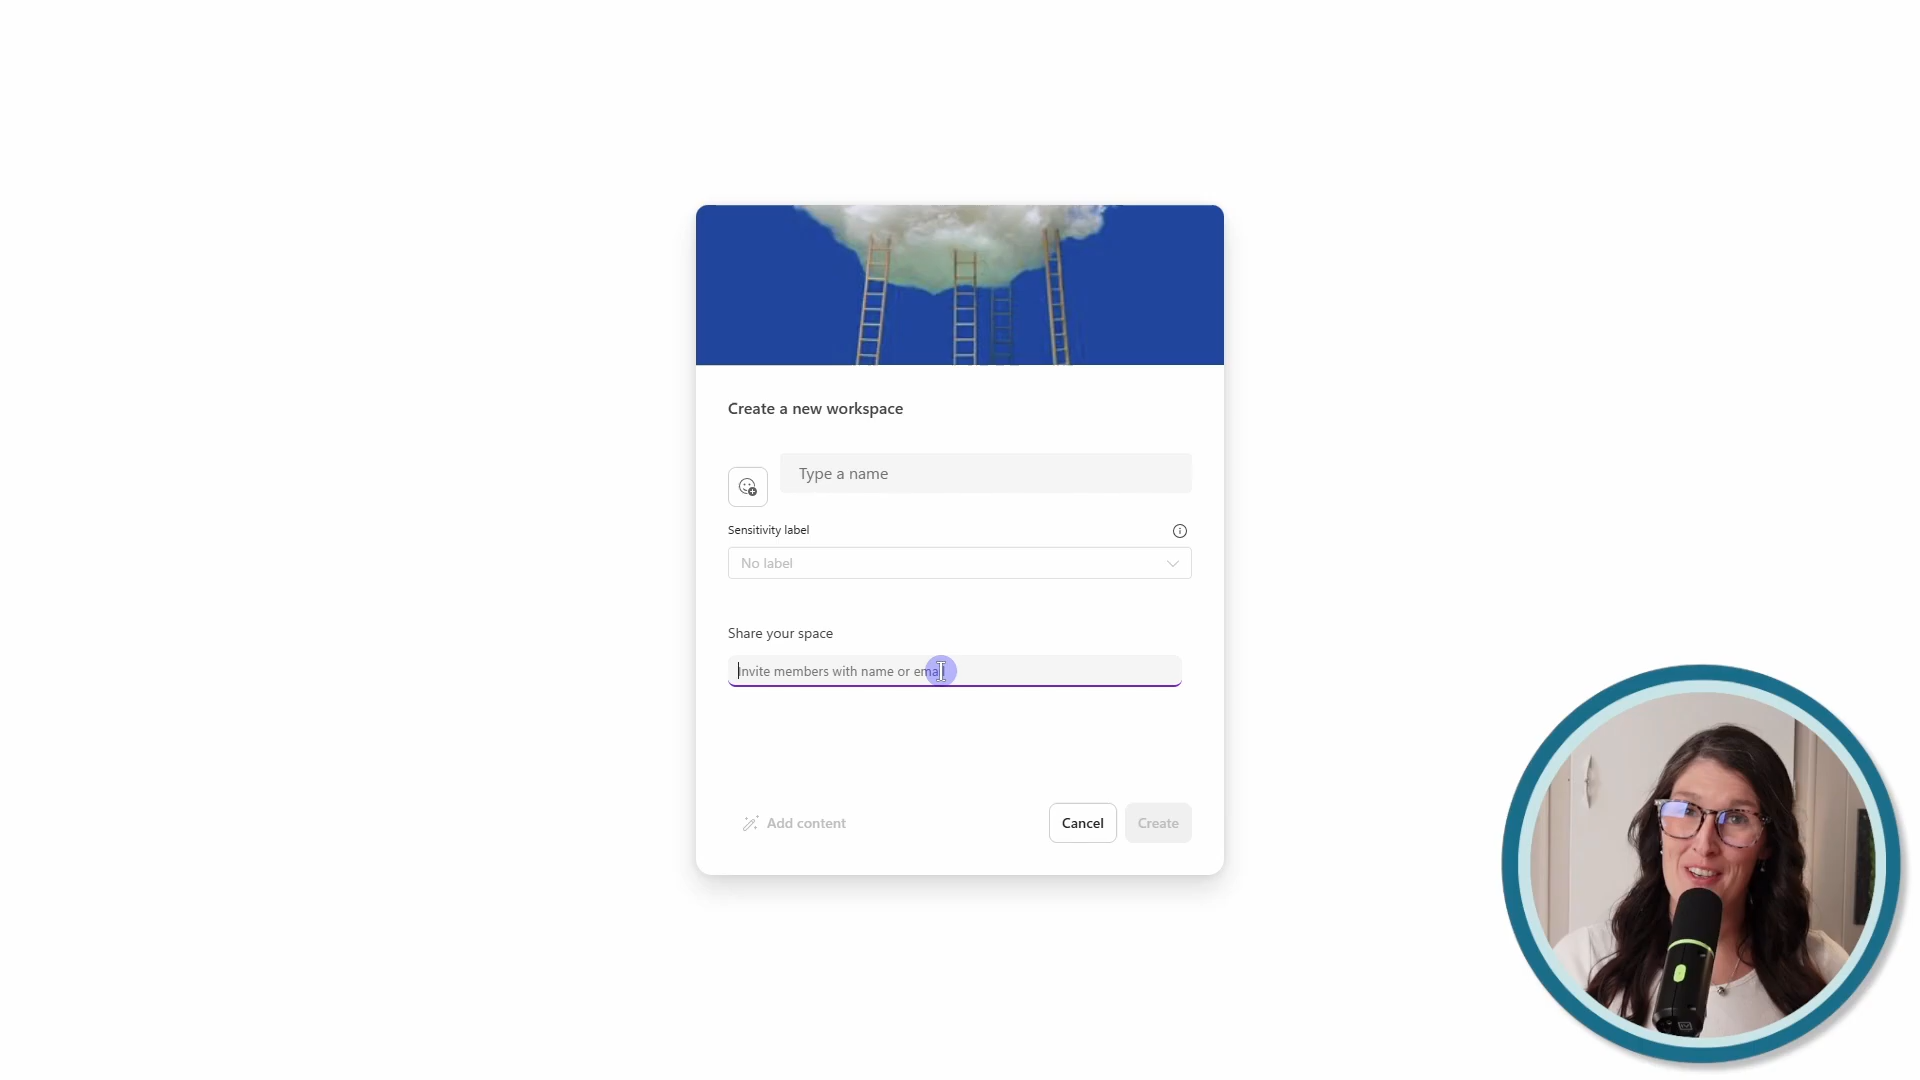 Create a new workspace
Type a name
Sensitivity label
No label
Share your space
Invite members with name or email
Add content
Cancel
Create